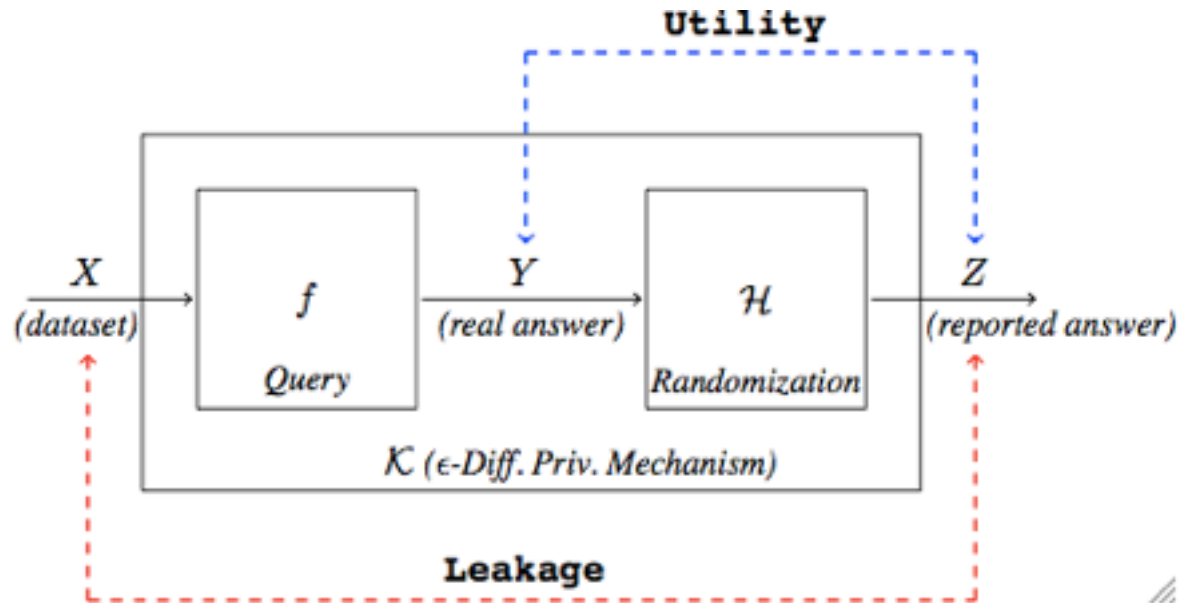 Utility
X
(dataset)
f
Query
Y
(real answer)
ℋ
Randomization
Z
(reported answer)
𝒦 (ϵ-Diff. Priv. Mechanism)
Leakage